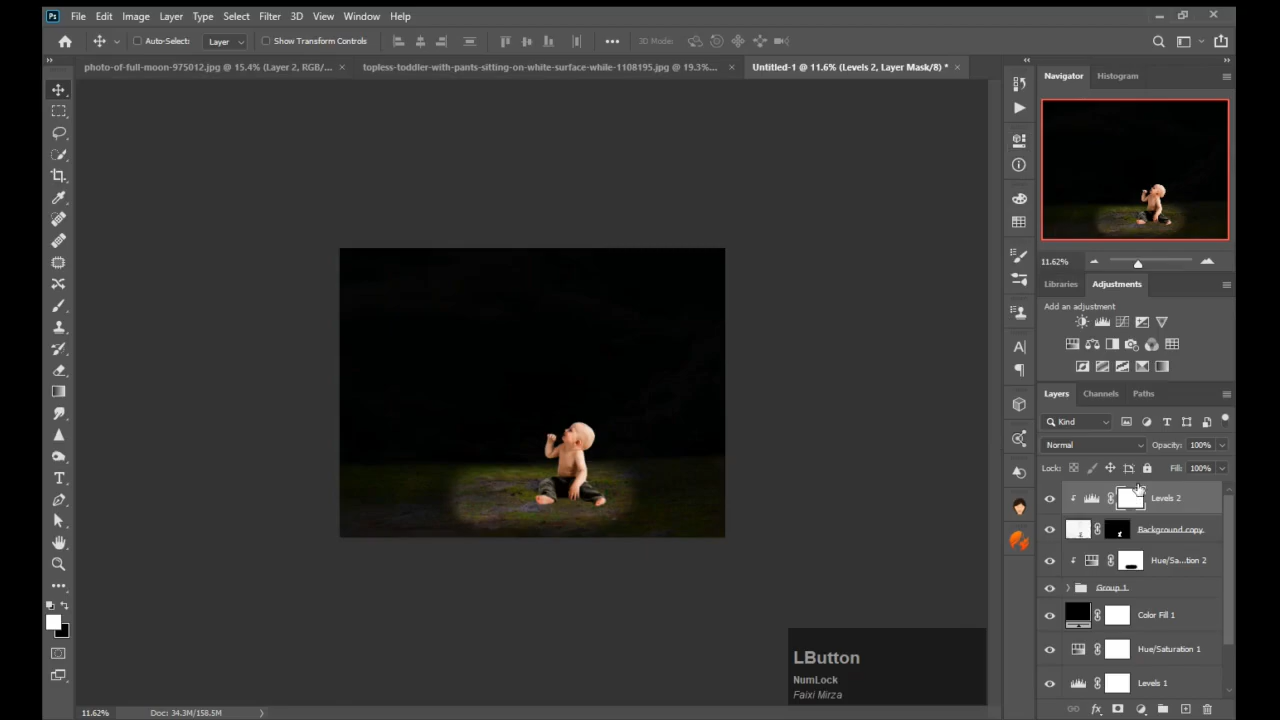 Ps File Edit Image Layer Type Select Filter 3D View Window Help
Auto-Select: Layer Show Transform Controls 3D Mode:
photo-of-full-moon-975012.jpg @ 15.4% (Layer 2, RGB/... topless-toddler-with-pants-sitting-on-white-surface-while-1108195.jpg @ 19.3%... Untitled-1 @ 11.6% (Levels 2, Layer Mask/8) *
Navigator Histogram
11.62%
Libraries Adjustments
Add an adjustment
Layers Channels Paths
Kind
Normal Opacity: 100%
Lock: Fill: 100%
Levels 2
Background copy
Hue/Sa...tion 2
Group 1
Color Fill 1
Hue/Saturation 1
Levels 1
LButton
NumLock
Faixi Mirza
11.62% Doc: 34.3M/158.5M